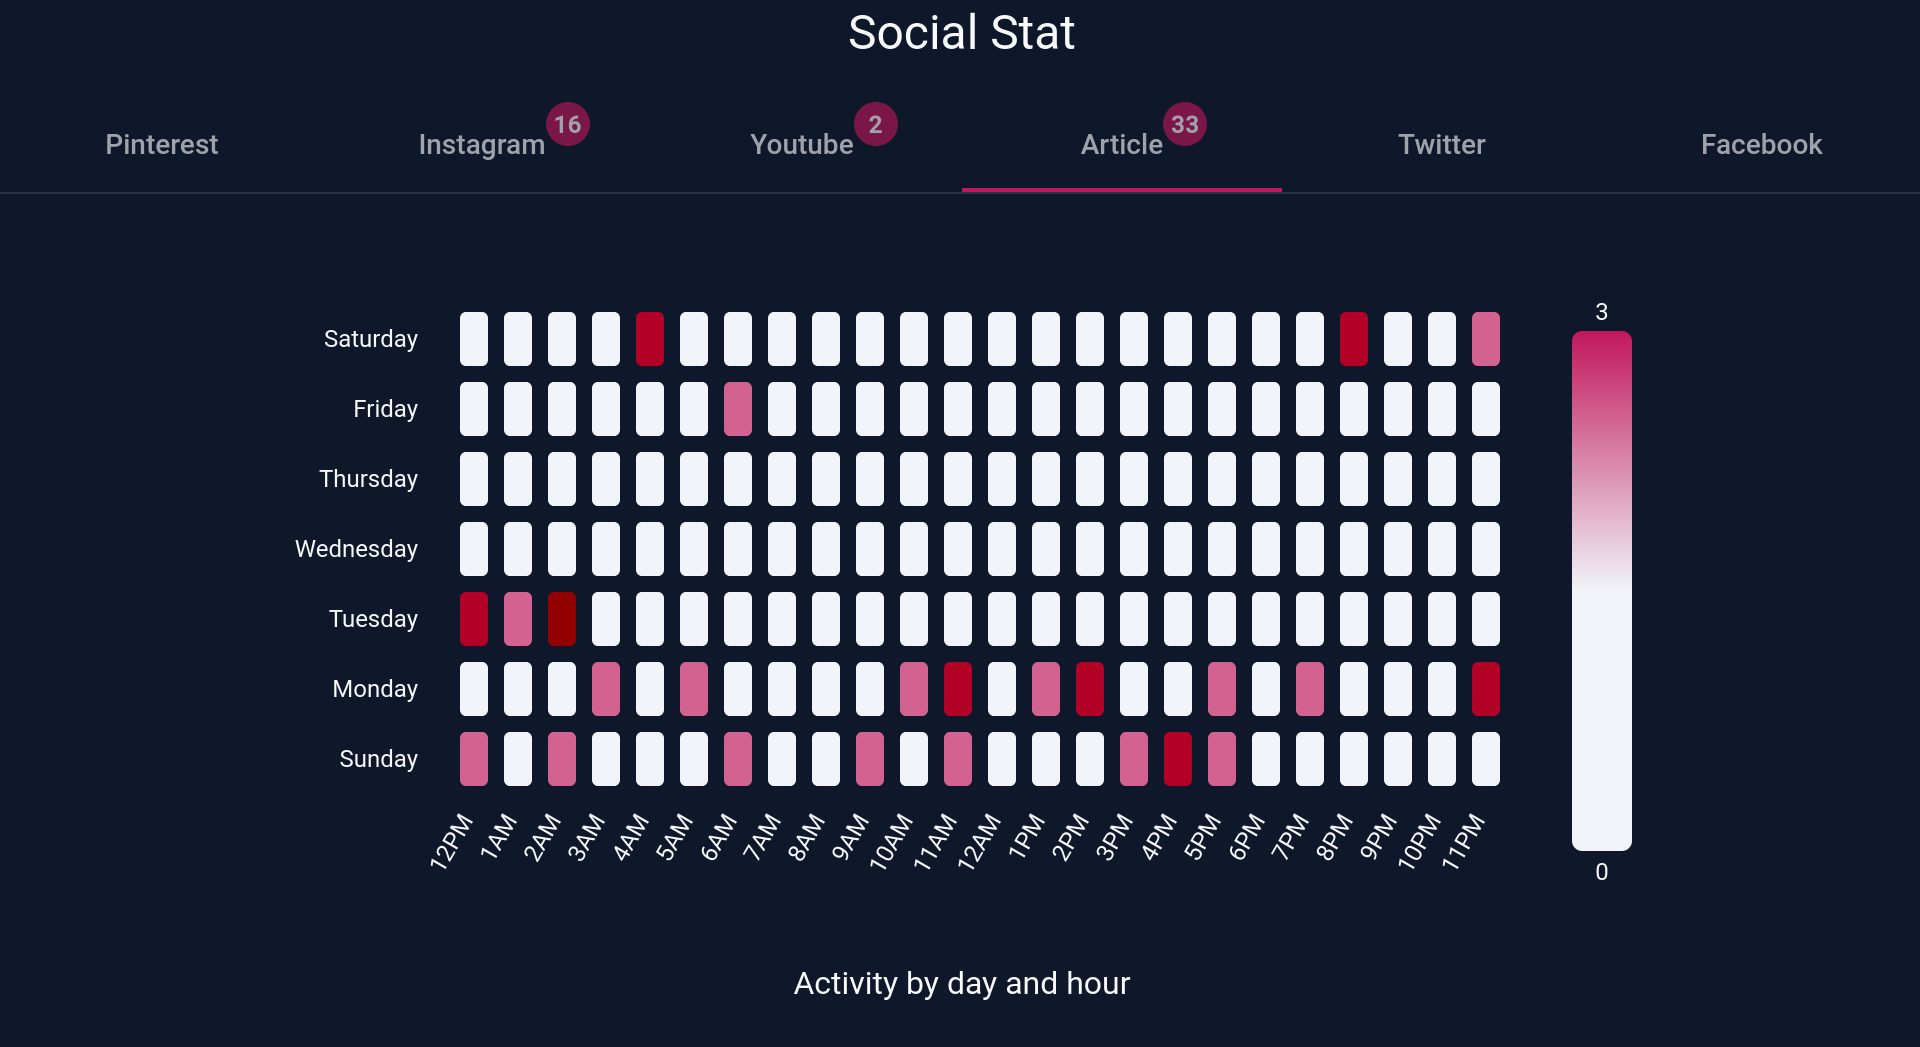 Social Stat
Pinterest
Instagram 16
Youtube 2
Article 33
Twitter
Facebook
Saturday
Friday
Thursday
Wednesday
Tuesday
Monday
Sunday
12PM
1AM
2AM
3AM
4AM
5AM
6AM
7AM
8AM
9AM
10AM
11AM
12AM
1PM
2PM
3PM
4PM
5PM
6PM
7PM
8PM
9PM
10PM
11PM
3
0
Activity by day and hour